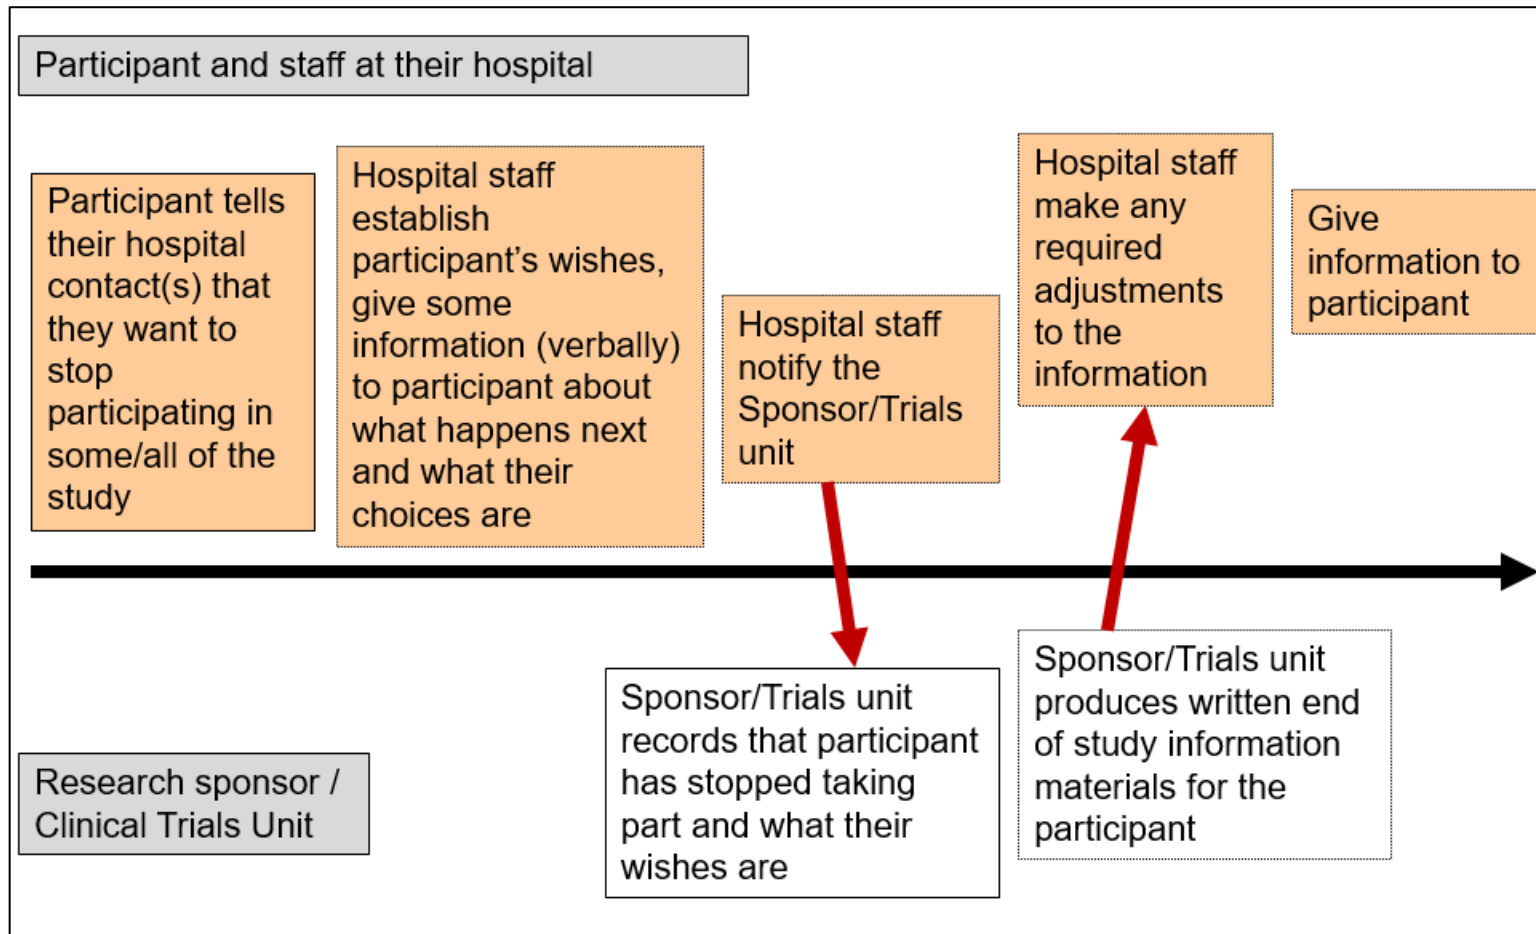 Participant and staff at their hospital
Participant tells
their hospital
contact(s) that
they want to
stop
participating in
some/all of the
study
Hospital staff
establish
participant’s wishes,
give some
information (verbally)
to participant about
what happens next
and what their
choices are
Hospital staff
notify the
Sponsor/Trials
unit
Hospital staff
make any
required
adjustments
to the
information
Give
information to
participant
Research sponsor /
Clinical Trials Unit
Sponsor/Trials unit
records that participant
has stopped taking
part and what their
wishes are
Sponsor/Trials unit
produces written end
of study information
materials for the
participant